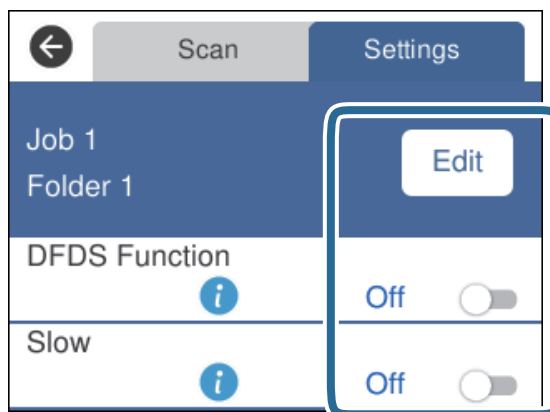 Scan Settings
Job 1
Edit
Folder 1
DFDS Function
i Off
Slow
i Off